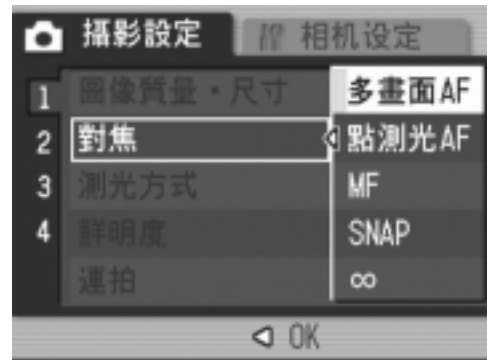 攝影設定 相机设定
1 圖像質量・尺寸 多畫面AF
2 對焦 點測光AF
3 測光方式 MF
4 鮮明度 SNAP
連拍 ∞
OK